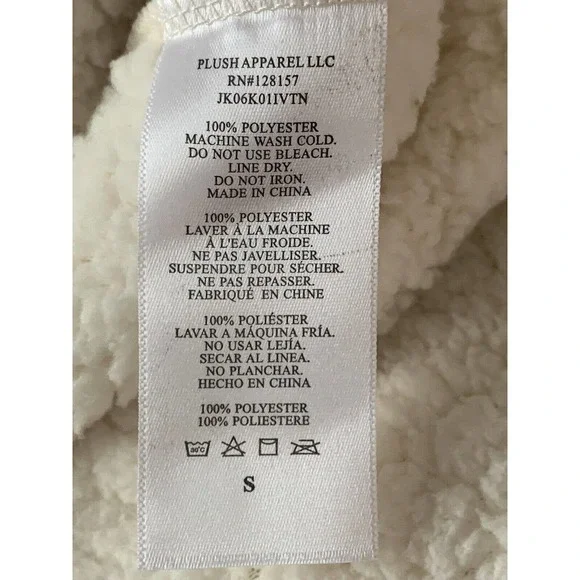 PLUSH APPAREL LLC
RN#128157
JK06K01IVTN
100% POLYESTER
MACHINE WASH COLD.
DO NOT USE BLEACH.
LINE DRY.
DO NOT IRON.
MADE IN CHINA
100% POLYESTER
LAVER À LA MACHINE
À L'EAU FROIDE.
NE PAS JAVELLISER.
SUSPENDRE POUR SÉCHER.
NE PAS REPASSER.
FABRIQUÉ EN CHINE
100% POLIÉSTER
LAVAR A MÁQUINA FRÍA.
NO USAR LEJÍA.
SECAR AL LINEA.
NO PLANCHAR.
HECHO EN CHINA
100% POLYESTER
100% POLIESTERE
30°C
S